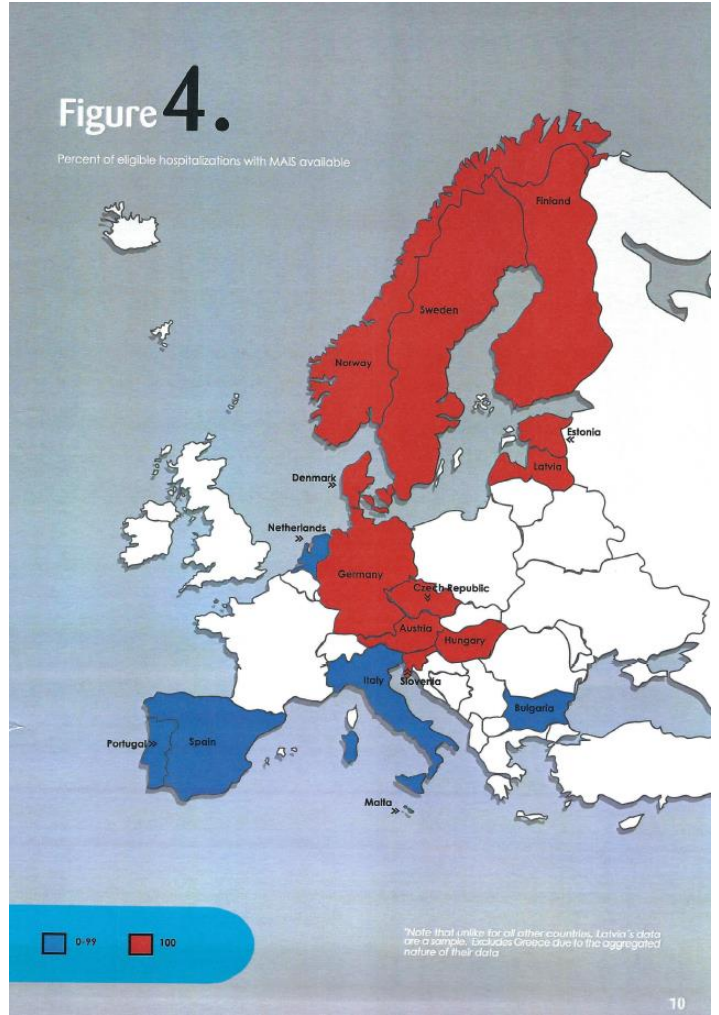 Figure 4.
Percent of eligible hospitalizations with MAIS available
Finland
Sweden
Norway
Estonia
»
Latvia
Denmark
»
Netherlands
»
Germany
Czech Republic
»
Austria
Hungary
Italy
Slovenia
»
Bulgaria
Portugal»
Spain
Malta
»
0-99
100
*Note that unlike for all other countries, Latvia's data
are a sample. Excludes Greece due to the aggregated
nature of their data
10